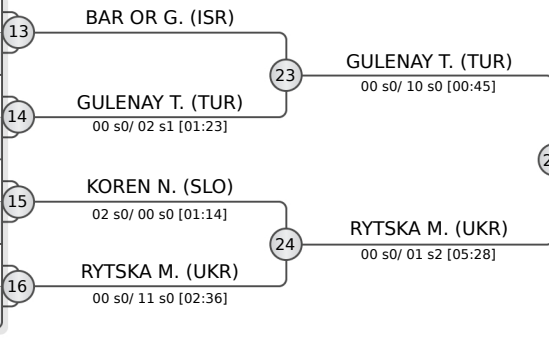 BAR OR G. (ISR)
13
GULENAY T. (TUR)
23
00 s0/ 10 s0 [00:45]
GULENAY T. (TUR)
14
00 s0/ 02 s1 [01:23]
KOREN N. (SLO)
15
02 s0/ 00 s0 [01:14]
RYTSKA M. (UKR)
24
00 s0/ 01 s2 [05:28]
RYTSKA M. (UKR)
16
00 s0/ 11 s0 [02:36]